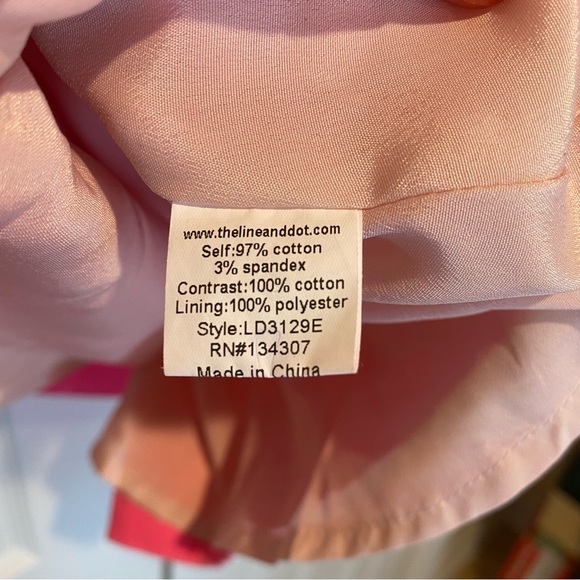 www.thelineanddot.com
Self:97% cotton
3% spandex
Contrast:100% cotton
Lining:100% polyester
Style:LD3129E
RN#134307
Made in China